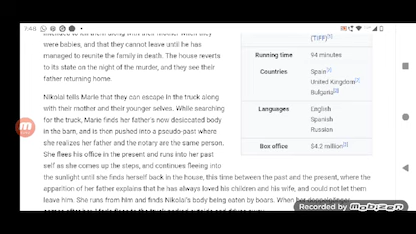 7:48
were babies, and that they cannot leave until he has
managed to reunite the family in death. The house reverts
to its state on the night of the murder, and they see their
father returning home.
Nikolai tells Marie that they can escape in the truck along
with their mother and their younger selves. While searching
for the truck, Marie finds her father's now desiccated body
in the barn, and is then pushed into a pseudo-past where
she realizes her father and the notary are the same person.
She flees his office in the present and runs into her past
self as she comes up the steps, and continues fleeing into
the sunlight until she finds herself back in the house, this time between the past and the present, where the
apparition of her father explains that he has always loved his children and his wife, and could not let them
leave him. She runs from him and finds Nikolai's body being eaten by boars. When
(TIFF)
Running time 94 minutes
Countries Spain
United Kingdom
Bulgaria
Languages English
Spanish
Russian
Box office $4.2 million
Recorded by Mobizen